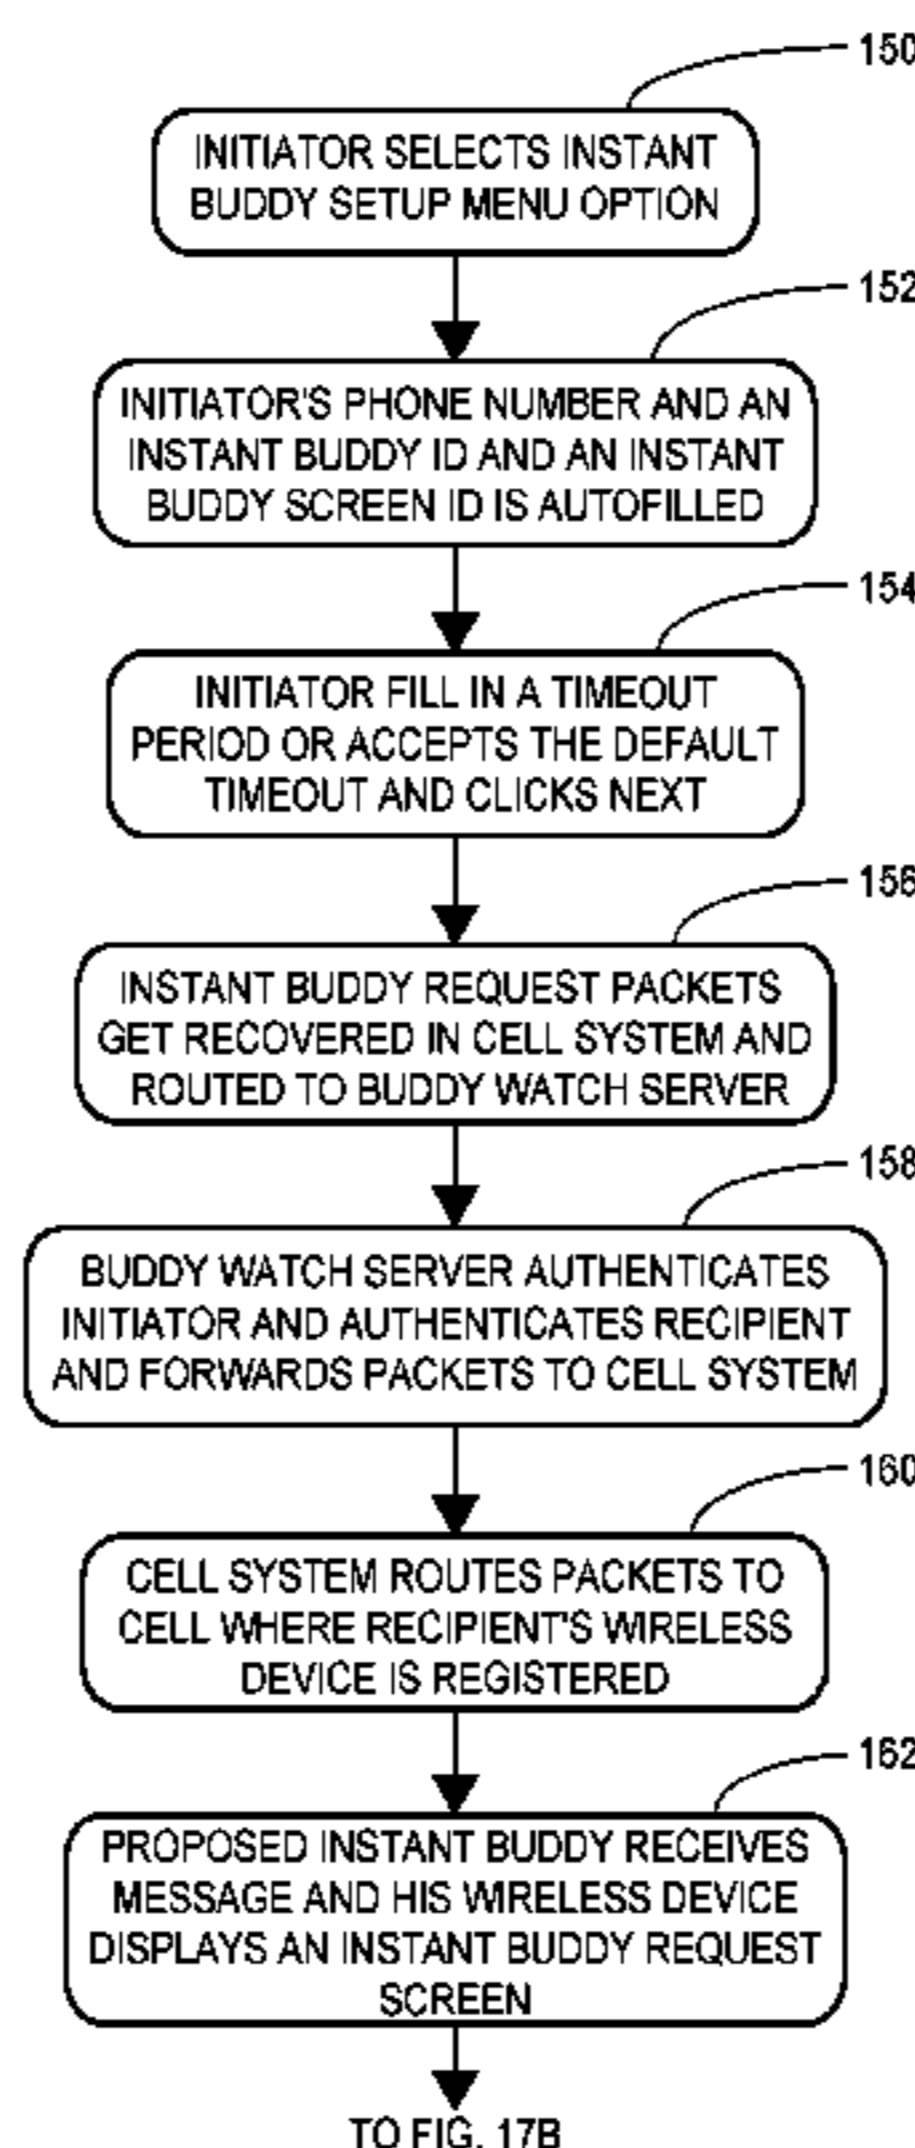 150
INITIATOR SELECTS INSTANT
BUDDY SETUP MENU OPTION
152
INITIATOR'S PHONE NUMBER AND AN
INSTANT BUDDY ID AND AN INSTANT
BUDDY SCREEN ID IS AUTOFILLED
154
INITIATOR FILL IN A TIMEOUT
PERIOD OR ACCEPTS THE DEFAULT
TIMEOUT AND CLICKS NEXT
156
INSTANT BUDDY REQUEST PACKETS
GET RECOVERED IN CELL SYSTEM AND
ROUTED TO BUDDY WATCH SERVER
158
BUDDY WATCH SERVER AUTHENTICATES
INITIATOR AND AUTHENTICATES RECIPIENT
AND FORWARDS PACKETS TO CELL SYSTEM
160
CELL SYSTEM ROUTES PACKETS TO
CELL WHERE RECIPIENT'S WIRELESS
DEVICE IS REGISTERED
162
PROPOSED INSTANT BUDDY RECEIVES
MESSAGE AND HIS WIRELESS DEVICE
DISPLAYS AN INSTANT BUDDY REQUEST
SCREEN
TO FIG. 17B